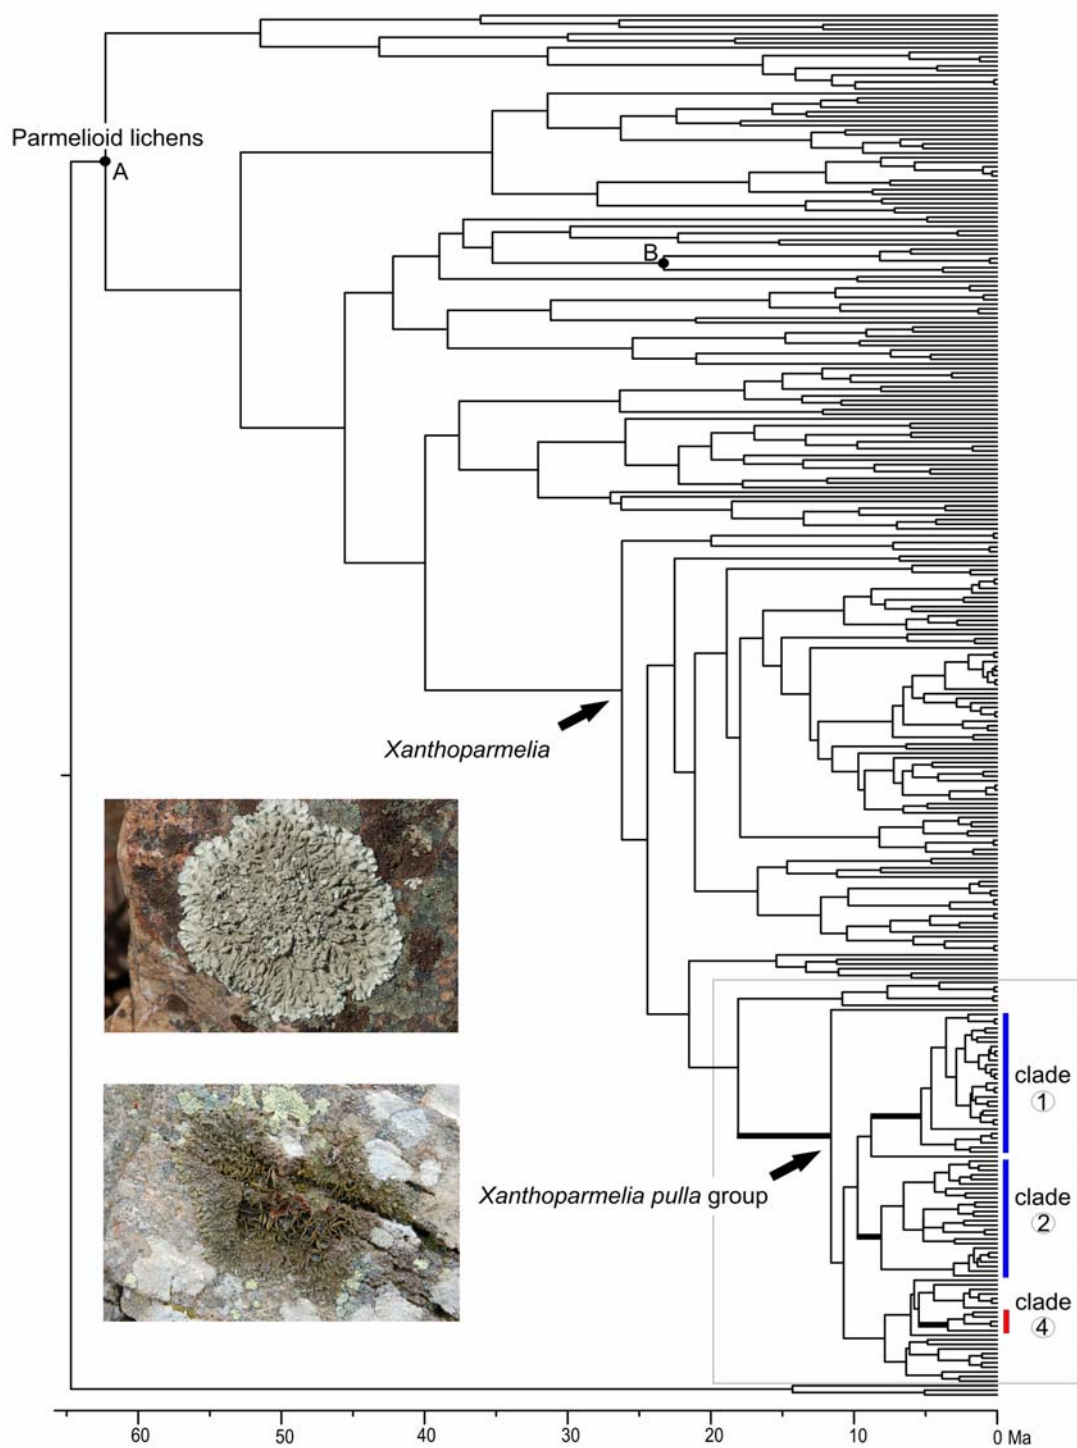 Parmelioid lichens
A
B
Xanthoparmelia
clade
1
Xanthoparmelia pulla group
clade
2
clade
4
60 50 40 30 20 10 0 Ma